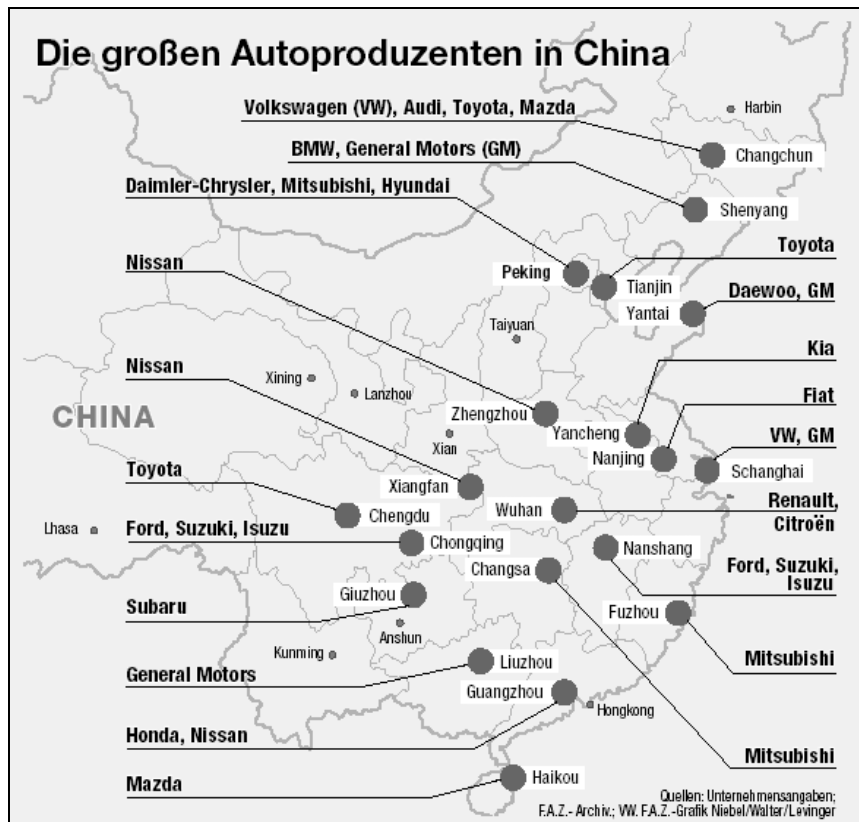 Die großen Autoproduzenten in China
Volkswagen (VW), Audi, Toyota, Mazda
Harbin
Changchun
BMW, General Motors (GM)
Shenyang
Daimler-Chrysler, Mitsubishi, Hyundai
Toyota
Nissan
Peking
Tianjin
Daewoo, GM
Yantai
Taiyuan
Kia
Nissan
Xining
Lanzhou
Fiat
CHINA
Zhengzhou
Yancheng
Xian
VW, GM
Nanjing
Schanghai
Toyota
Xiangfan
Renault,
Citroën
Wuhan
Chengdu
Lhasa
Ford, Suzuki, Isuzu
Chongqing
Nanshang
Changsa
Ford, Suzuki,
Isuzu
Giuzhou
Subaru
Fuzhou
Anshun
Kunming
Liuzhou
Mitsubishi
General Motors
Guangzhou
Hongkong
Honda, Nissan
Mitsubishi
Haikou
Mazda
Quellen: Unternehmensangaben;
F.A.Z.- Archiv.; VW. F.A.Z.-Grafik Niebel/Walter/Levinger